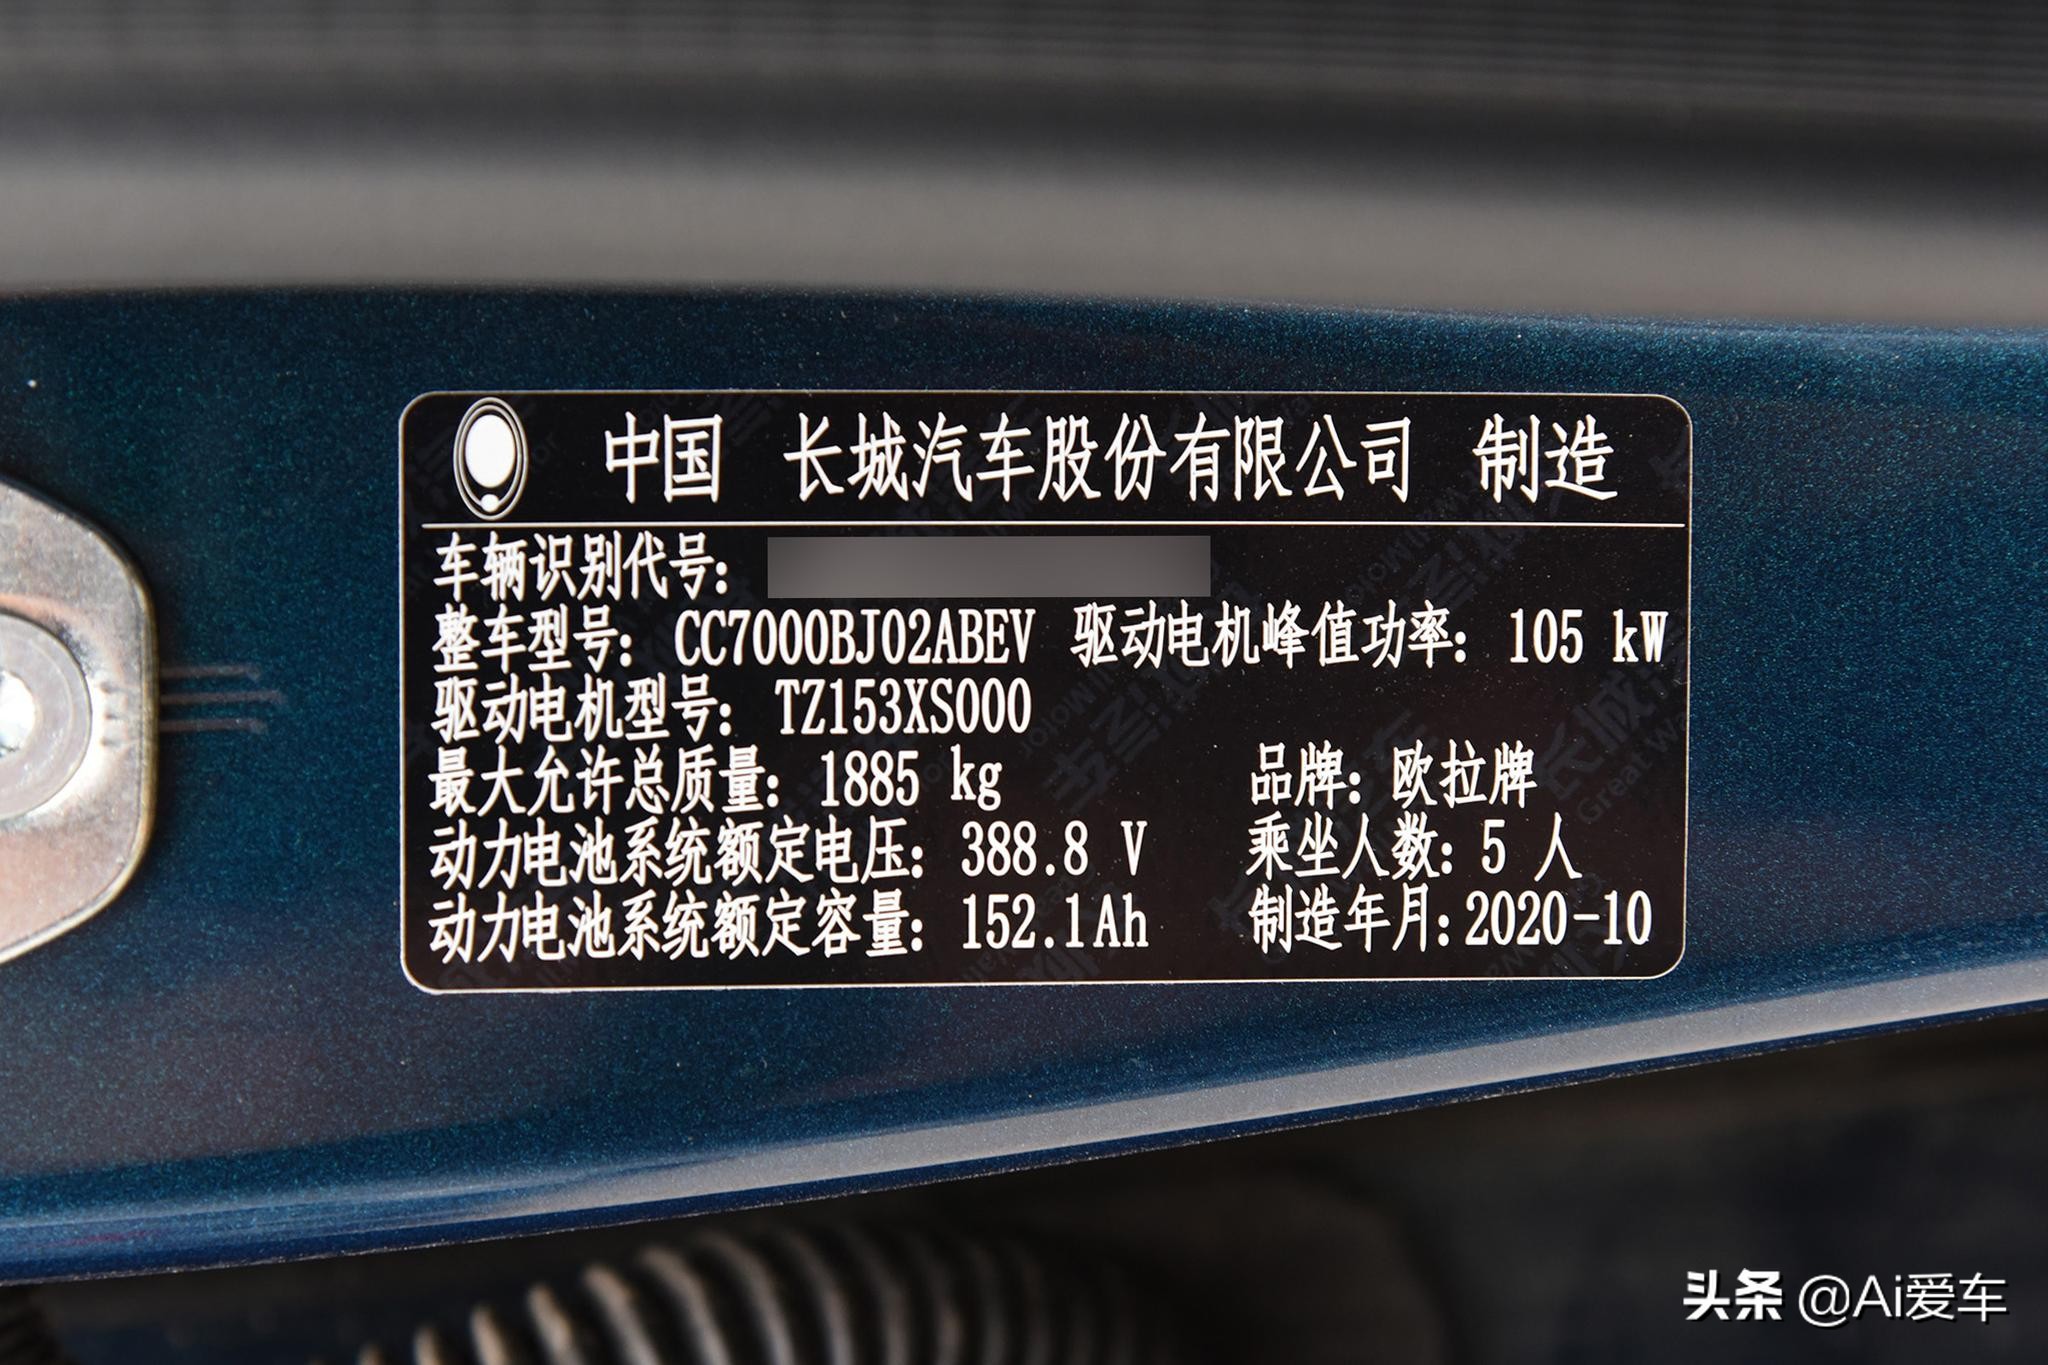 中国 长城汽车股份有限公司 制造
车辆识别代号:
整车型号: CC7000BJ02ABEV 驱动电机峰值功率: 105 kW
驱动电机型号: TZ153XS000
最大允许总质量: 1885 kg 品牌: 欧拉牌
动力电池系统额定电压: 388.8 V 乘坐人数: 5 人
动力电池系统额定容量: 152.1Ah 制造年月: 2020-10
头条 @Ai爱车